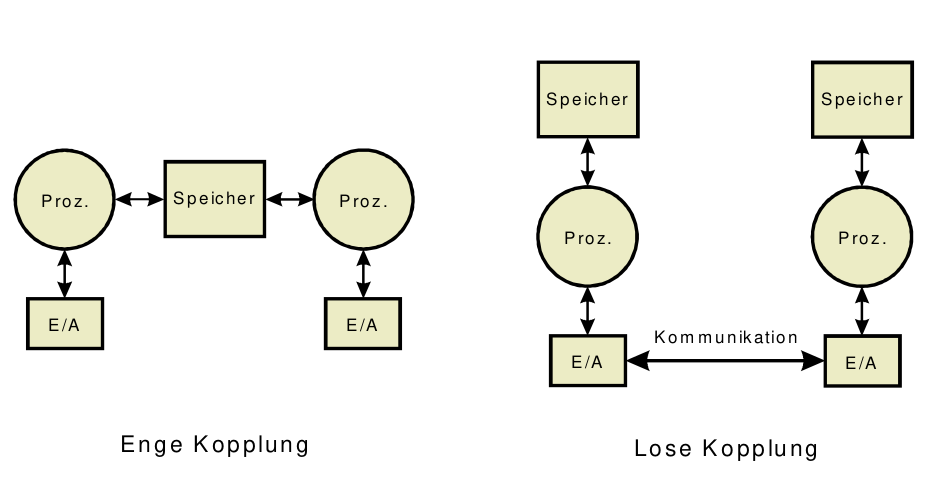 Proz.
Speicher
Proz.
E/A
E/A
Enge Kopplung
Speicher
Speicher
Proz.
Proz.
Kommunikation
E/A
E/A
Lose Kopplung